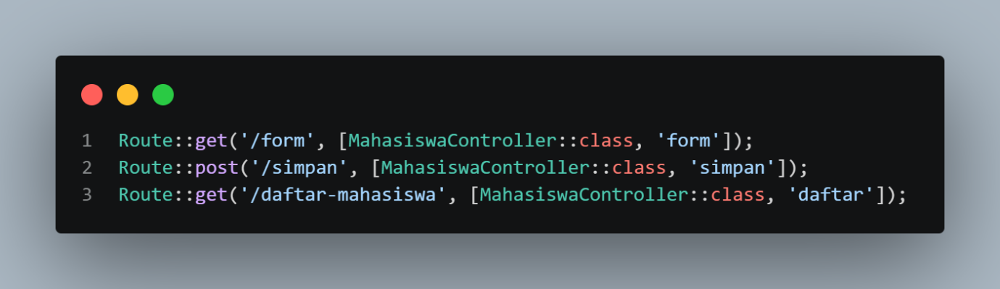 1 Route::get('/form', [MahasiswaController::class, 'form']);
2 Route::post('/simpan', [MahasiswaController::class, 'simpan']);
3 Route::get('/daftar-mahasiswa', [MahasiswaController::class, 'daftar']);